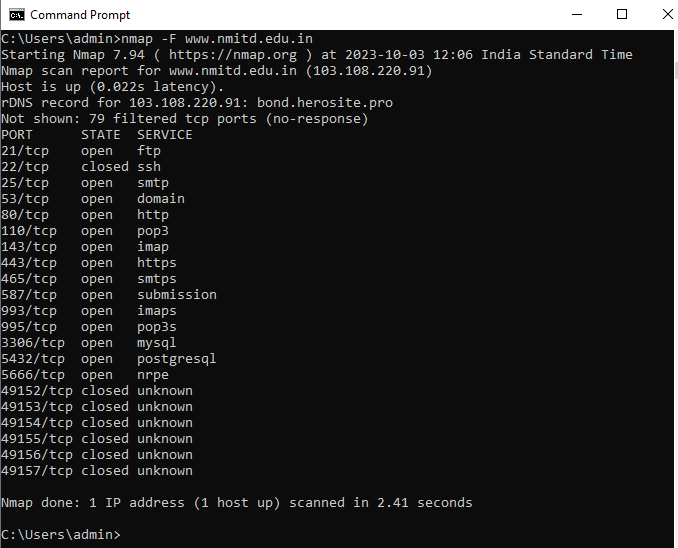 Command Prompt
C:\Users\admin>nmap -F www.nmitd.edu.in
Starting Nmap 7.94 ( https://nmap.org ) at 2023-10-03 12:06 India Standard Time
Nmap scan report for www.nmitd.edu.in (103.108.220.91)
Host is up (0.022s latency).
rDNS record for 103.108.220.91: bond.herosite.pro
Not shown: 79 filtered tcp ports (no-response)
PORT      STATE  SERVICE
21/tcp    open   ftp
22/tcp    closed ssh
25/tcp    open   smtp
53/tcp    open   domain
80/tcp    open   http
110/tcp   open   pop3
143/tcp   open   imap
443/tcp   open   https
465/tcp   open   smtps
587/tcp   open   submission
993/tcp   open   imaps
995/tcp   open   pop3s
3306/tcp  open   mysql
5432/tcp  open   postgresql
5666/tcp  open   nrpe
49152/tcp closed unknown
49153/tcp closed unknown
49154/tcp closed unknown
49155/tcp closed unknown
49156/tcp closed unknown
49157/tcp closed unknown
Nmap done: 1 IP address (1 host up) scanned in 2.41 seconds
C:\Users\admin>